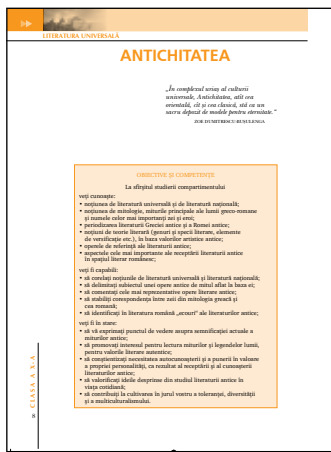 LITERATURA UNIVERSALĂ
ANTICHITATEA
„În complexul uriaş al culturii
universale, Antichitatea, atît cea
orientală, cît şi cea clasică, stă ca un
sacru depozit de modele pentru eternitate.“
ZOE DUMITRESCU-BUŞULENGA
OBIECTIVE ŞI COMPETENŢE
La sfîrşitul studierii compartimentului
veţi cunoaşte:
• noţiunea de literatură universală şi de literatură naţională;
• noţiunea de mitologie, miturile principale ale lumii greco-romane
şi numele celor mai importanţi zei şi eroi;
• periodizarea literaturii Greciei antice şi a Romei antice;
• noţiuni de teorie literară (genuri şi specii literare, elemente
de versificaţie etc.), în baza valorilor artistice antice;
• operele de referinţă ale literaturii antice;
• aspectele cele mai importante ale receptării literaturii antice
în spaţiul literar românesc;
veţi fi capabili:
• să corelaţi noţiunile de literatură universală şi literatură naţională;
• să delimitaţi subiectul unei opere antice de mitul aflat la baza ei;
• să comentaţi cele mai reprezentative opere literare antice;
• să stabiliţi corespondenţa între zeii din mitologia greacă şi
cea romană;
• să identificaţi în literatura română „ecouri“ ale literaturilor antice;
veţi fi în stare:
• să vă exprimaţi punctul de vedere asupra semnificaţiei actuale a
miturilor antice;
• să promovaţi interesul pentru lectura miturilor şi legendelor lumii,
pentru valorile literare autentice;
• să conştientizaţi necesitatea autocunoaşterii şi a punerii în valoare
a propriei personalităţi, ca rezultat al receptării şi al cunoaşterii
literaturilor antice;
• să valorificaţi ideile desprinse din studiul literaturii antice în
viaţa cotidiană;
• să contribuiţi la cultivarea în jurul vostru a toleranţei, diversităţii
şi a multiculturalismului.
CLASA A X-A
8